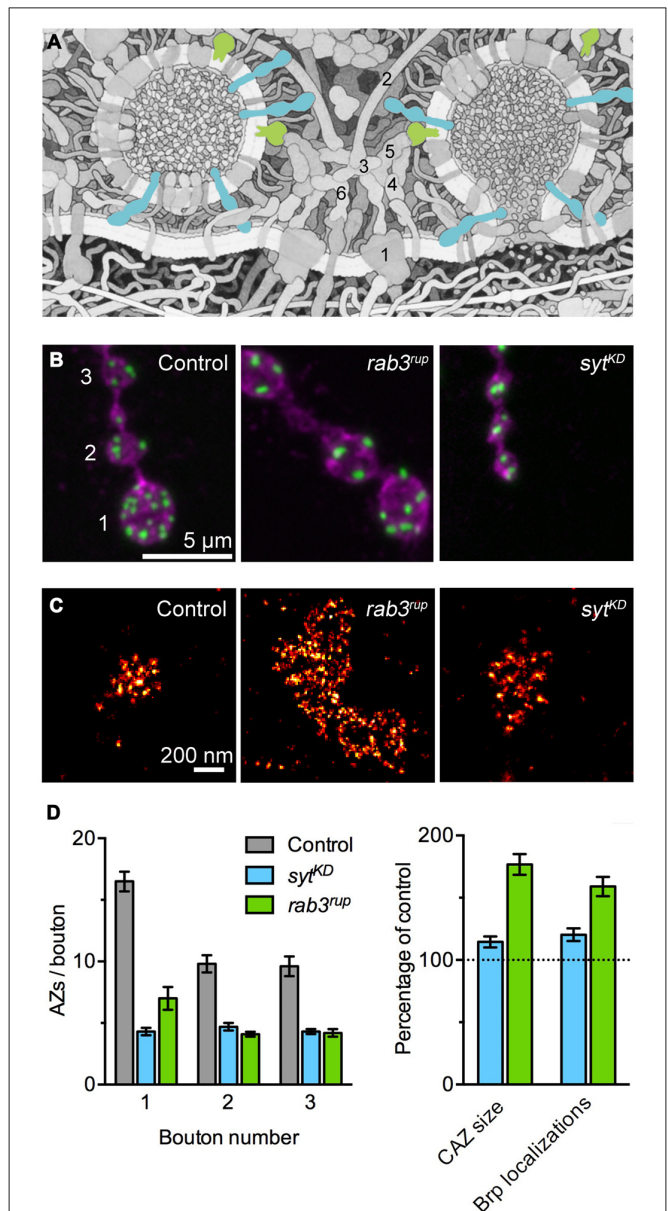 A
2
5
3
4
6
1
B
Control
rab3rup
sytKD
3
2
1
5 µm
C
Control
rab3rup
sytKD
200 nm
D
20
10
0
AZs / bouton
Control
sytKD
rab3rup
1 2 3
Bouton number
200
100
0
Percentage of control
CAZ size
Brp localizations